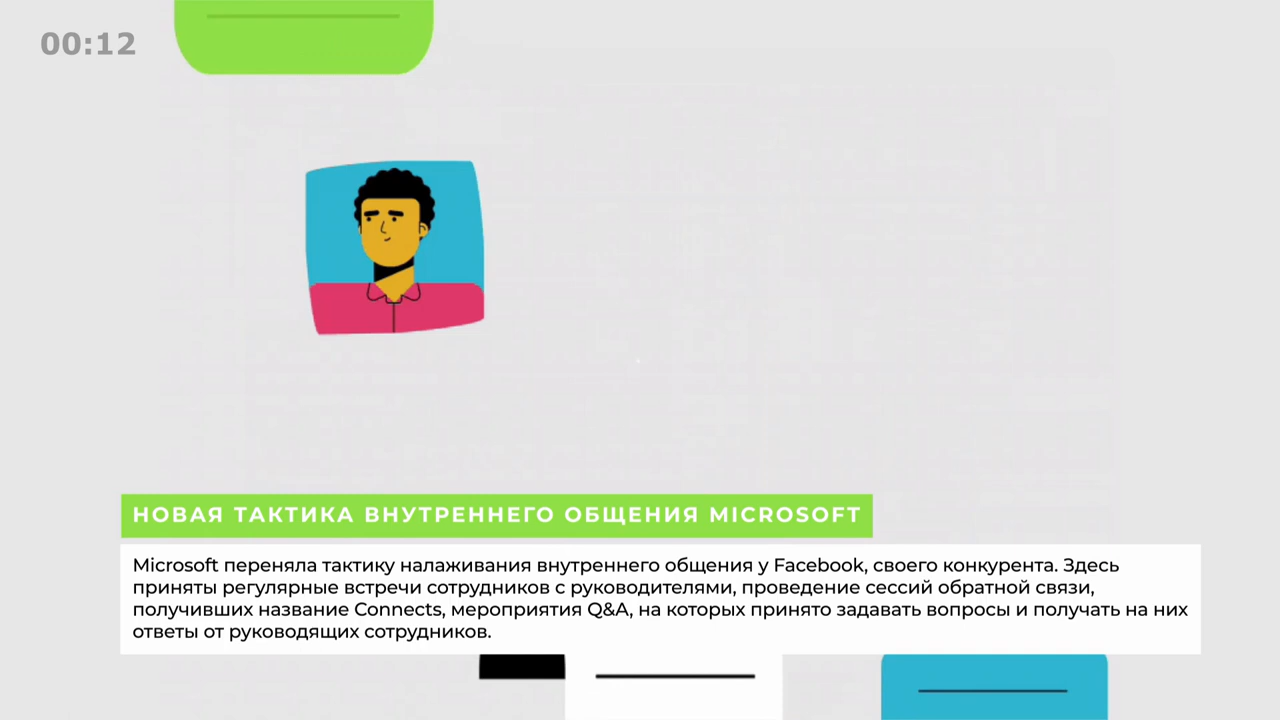 00:12
НОВАЯ ТАКТИКА ВНУТРЕННЕГО ОБЩЕНИЯ MICROSOFT
Microsoft переняла тактику налаживания внутреннего общения у Facebook, своего конкурента. Здесь
приняты регулярные встречи сотрудников с руководителями, проведение сессий обратной связи,
получивших название Connects, мероприятия Q&A, на которых принято задавать вопросы и получать на них
ответы от руководящих сотрудников.